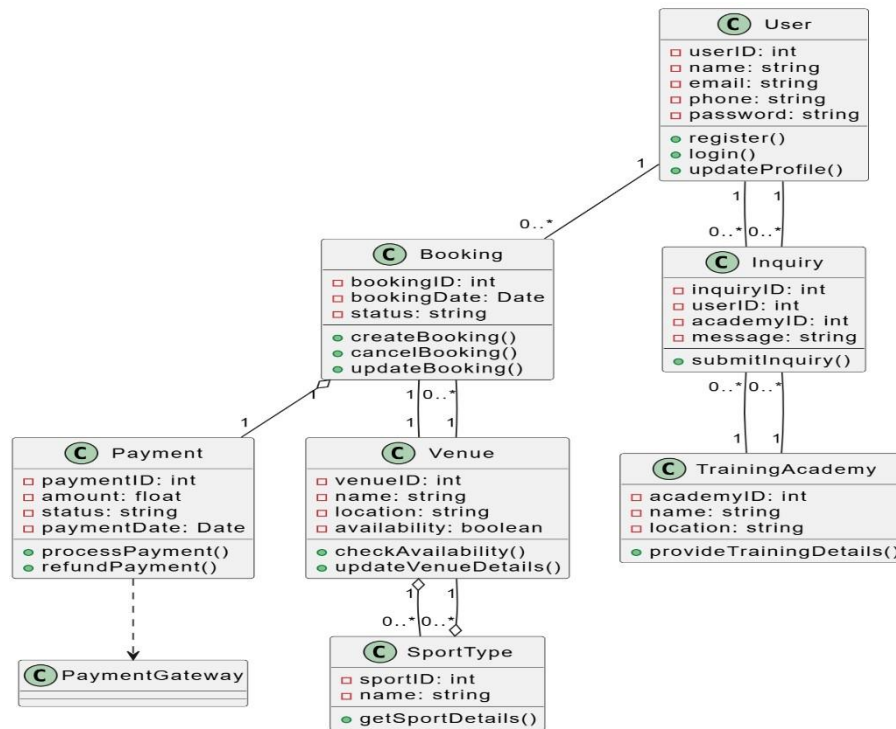 C User
userID: int
name: string
email: string
phone: string
password: string
register()
login()
updateProfile()
1
1 1
0..*
0..* 0..*
C Booking
bookingID: int
bookingDate: Date
status: string
createBooking()
cancelBooking()
updateBooking()
C Inquiry
inquiryID: int
userID: int
academyID: int
message: string
submitInquiry()
1
1 0..*
0..* 0..*
1
1 1
1 1
C Payment
paymentID: int
amount: float
status: string
paymentDate: Date
processPayment()
refundPayment()
C Venue
venueID: int
name: string
location: string
availability: boolean
checkAvailability()
updateVenueDetails()
C TrainingAcademy
academyID: int
name: string
location: string
provideTrainingDetails()
1 1
0..* 0..*
C PaymentGateway
C SportType
sportID: int
name: string
getSportDetails()